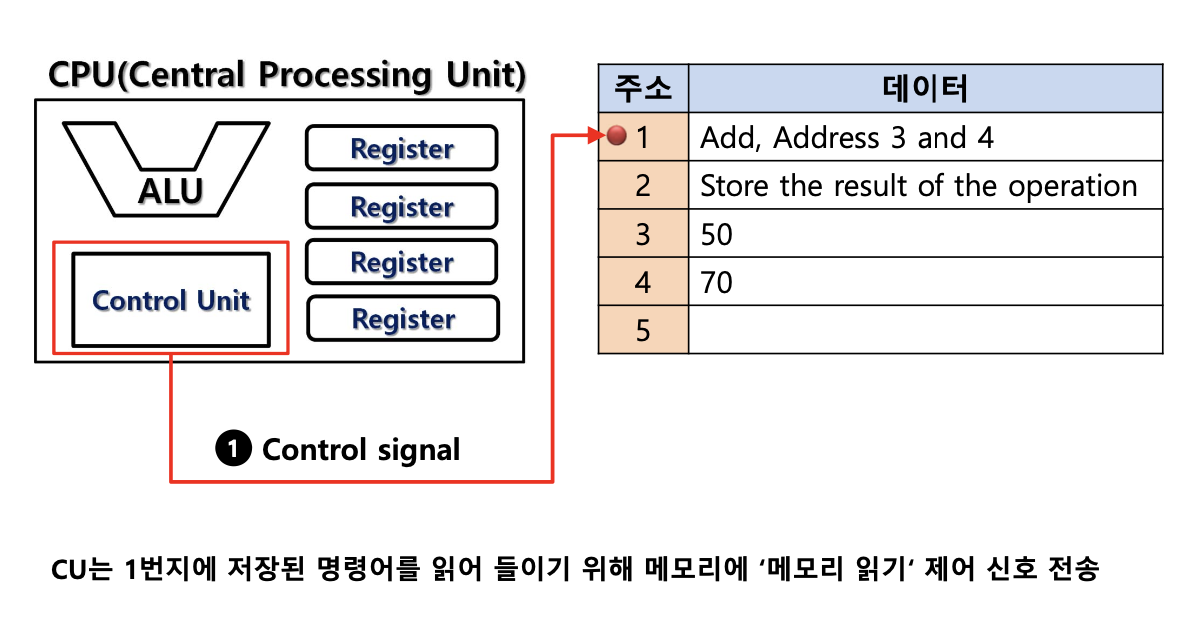 CPU(Central Processing Unit)
ALU
Register
Register
Register
Register
Control Unit
❶ Control signal
주소 데이터
1 Add, Address 3 and 4
2 Store the result of the operation
3 50
4 70
5
CU는 1번지에 저장된 명령어를 읽어 들이기 위해 메모리에 ‘메모리 읽기‘ 제어 신호 전송